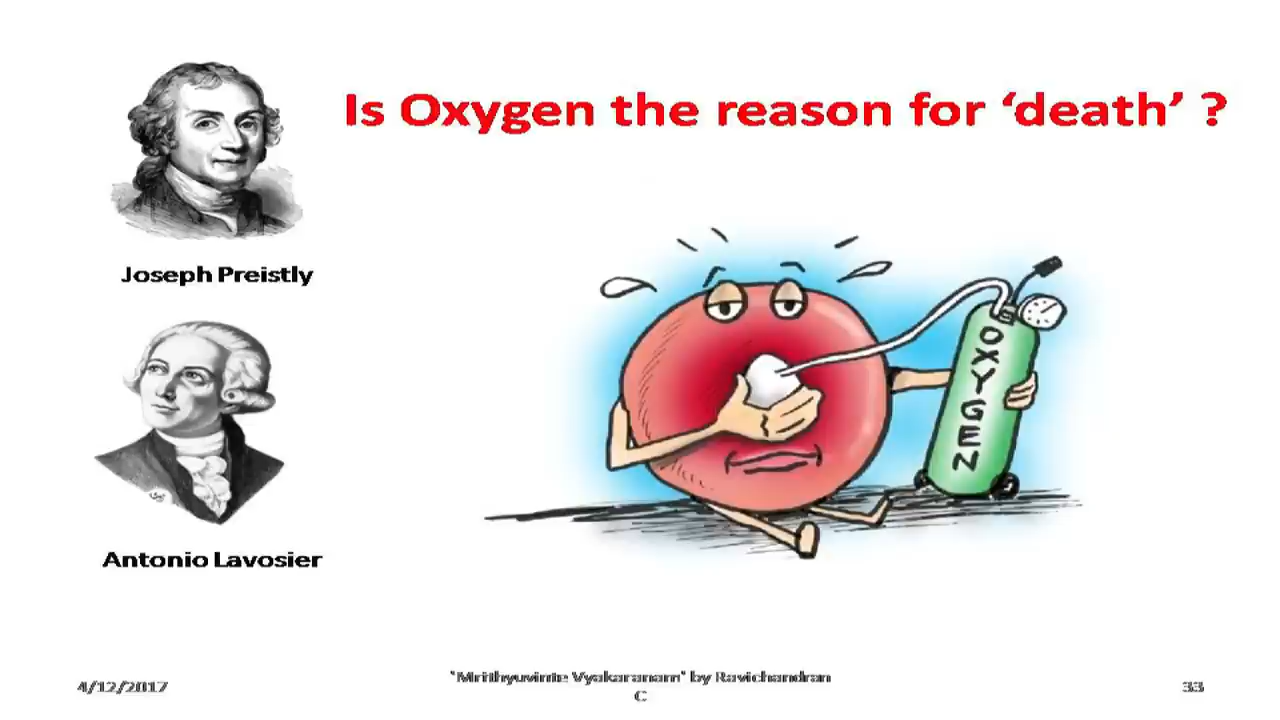 Is Oxygen the reason for ‘death’ ?
Joseph Preistly
OXYGEN
Antonio Lavosier
4/12/2017
"Mrithyuvinte Vyakaranam" by Ravichandran
C
33